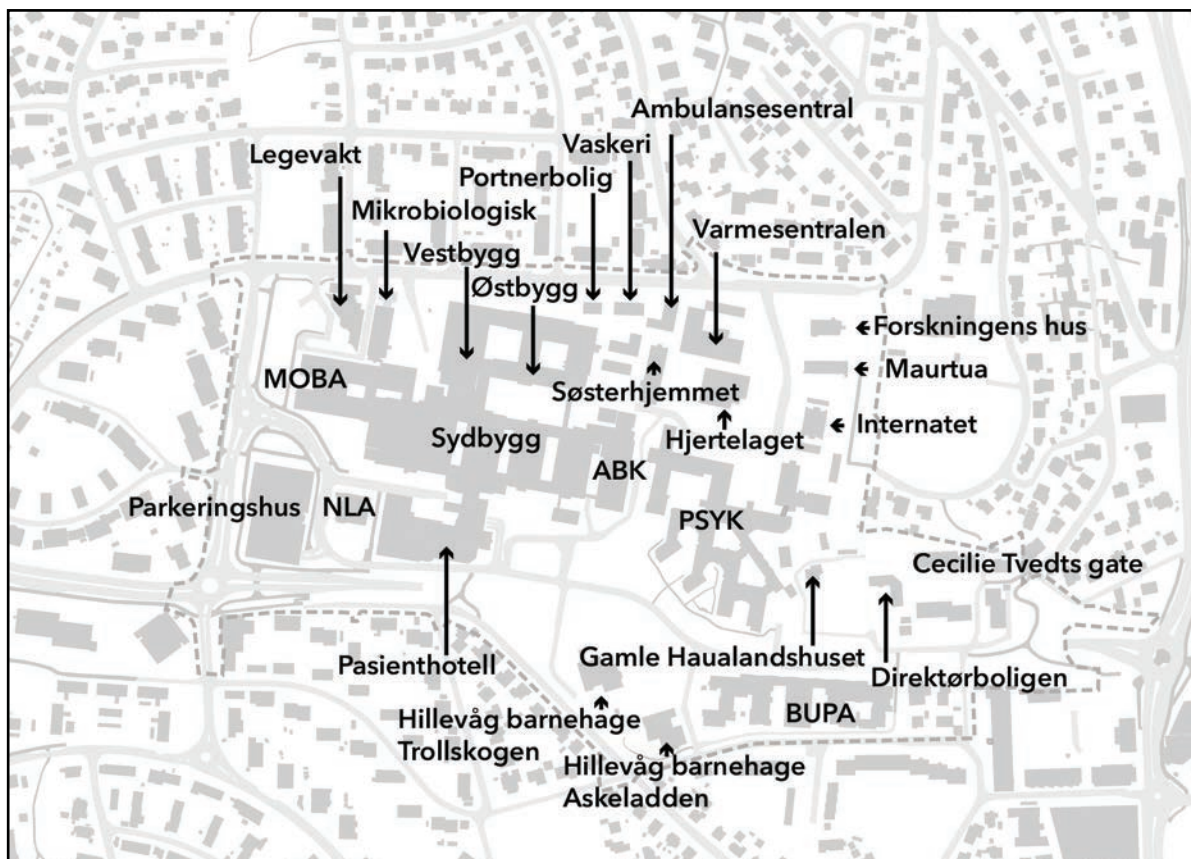 Ambulansesentral
Vaskeri
Legevakt
Portnerbolig
Mikrobiologisk
Varmesentralen
Vestbygg
Østbygg
Forskningens hus
Maurtua
MOBA
Søsterhjemmet
Internatet
Sydbygg
Hjertelaget
ABK
Parkeringshus
NLA
PSYK
Cecilie Tvedts gate
Gamle Haualandshuset
Pasienthotell
Direktørboligen
BUPA
Hillevåg barnehage
Trollskogen
Hillevåg barnehage
Askeladden